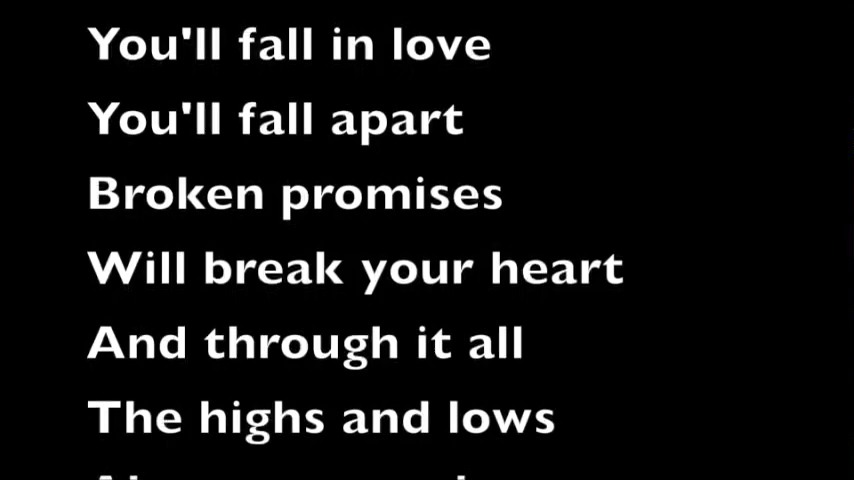 You'll fall in love
You'll fall apart
Broken promises
Will break your heart
And through it all
The highs and lows